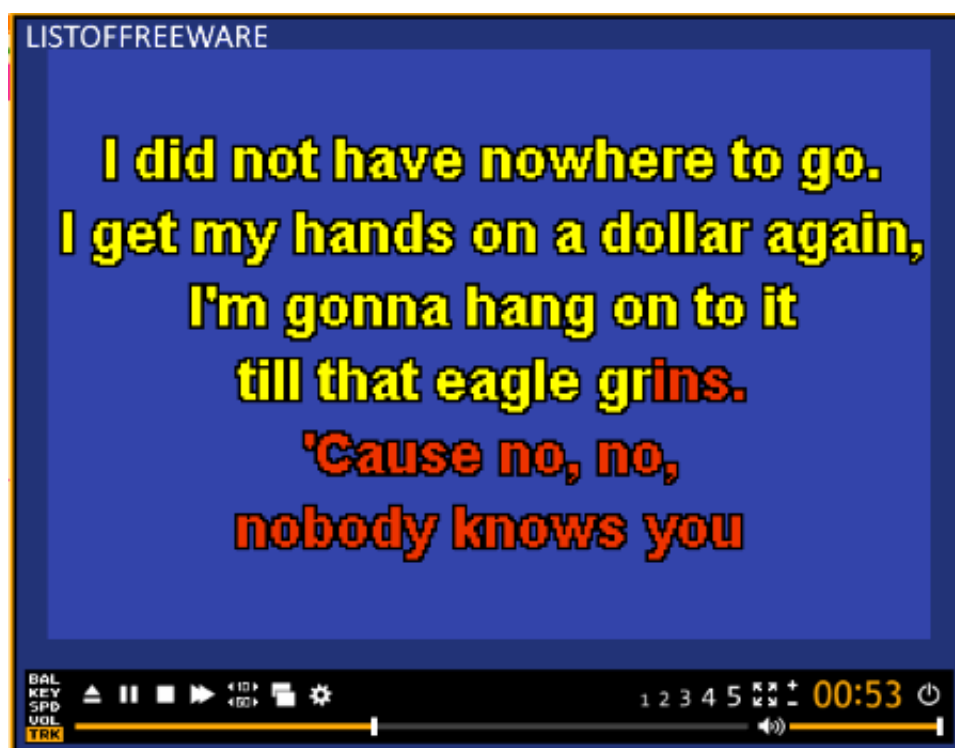 LISTOFFREEWARE
I did not have nowhere to go.
I get my hands on a dollar again,
I'm gonna hang on to it
till that eagle grins.
'Cause no, no,
nobody knows you
BAL
KEY
SPD
VOL
TRK
10
60
1 2 3 4 5
+
-
00:53